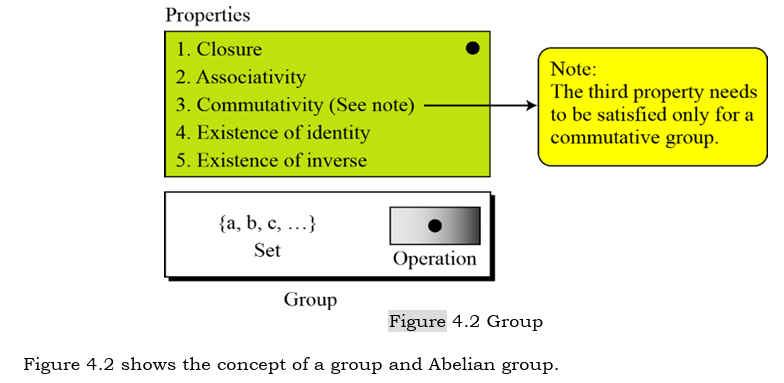 Properties
1. Closure
2. Associativity
3. Commutativity (See note)
4. Existence of identity
5. Existence of inverse
Note:
The third property needs
to be satisfied only for a
commutative group.
{a, b, c, …}
Set
Operation
Group
Figure 4.2 Group
Figure 4.2 shows the concept of a group and Abelian group.